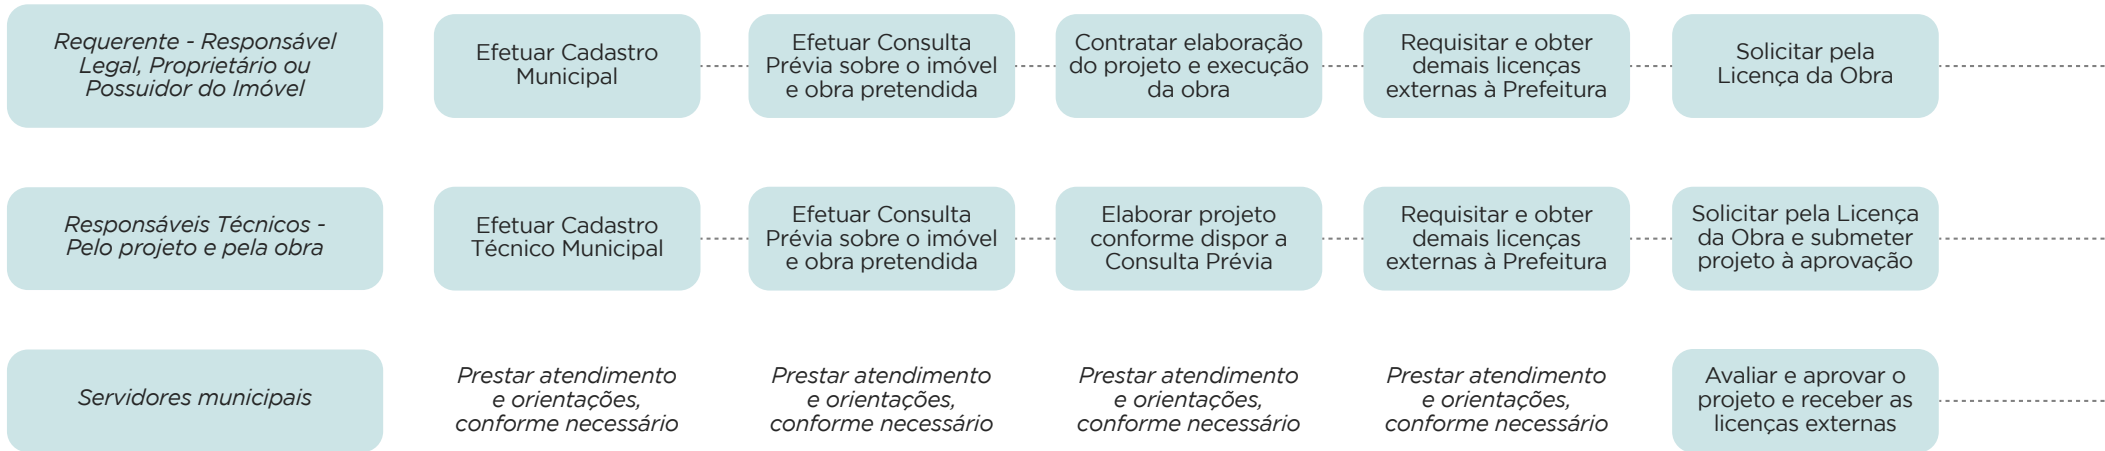 Requerente - Responsável
Legal, Proprietário ou
Possuidor do Imóvel
Efetuar Cadastro
Municipal
Efetuar Consulta
Prévia sobre o imóvel
e obra pretendida
Contratar elaboração
do projeto e execução
da obra
Requisitar e obter
demais licenças
externas à Prefeitura
Solicitar pela
Licença da Obra
Responsáveis Técnicos -
Pelo projeto e pela obra
Efetuar Cadastro
Técnico Municipal
Efetuar Consulta
Prévia sobre o imóvel
e obra pretendida
Elaborar projeto
conforme dispor a
Consulta Prévia
Requisitar e obter
demais licenças
externas à Prefeitura
Solicitar pela Licença
da Obra e submeter
projeto à aprovação
Servidores municipais
Prestar atendimento
e orientações,
conforme necessário
Prestar atendimento
e orientações,
conforme necessário
Prestar atendimento
e orientações,
conforme necessário
Prestar atendimento
e orientações,
conforme necessário
Avaliar e aprovar o
projeto e receber as
licenças externas